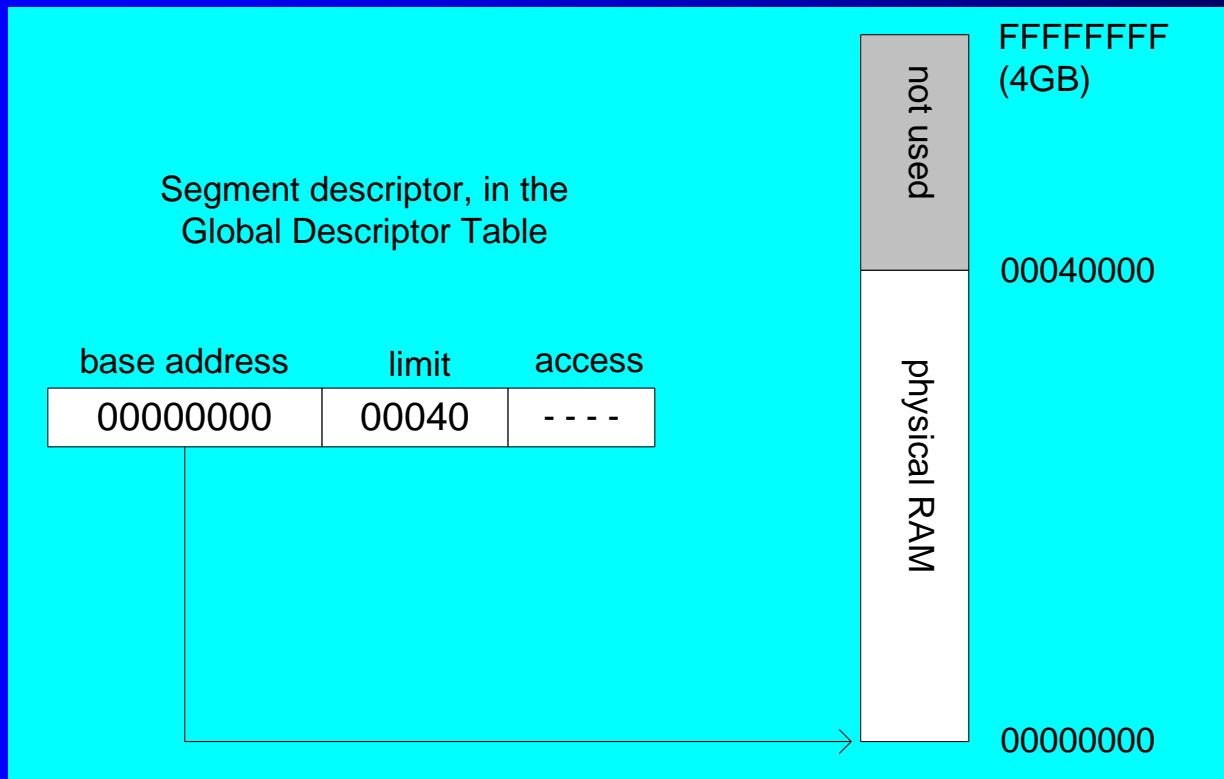 Segment descriptor, in the
Global Descriptor Table
base address
limit
access
00000000
00040
- - - -
FFFFFFFF
(4GB)
not used
00040000
physical RAM
00000000